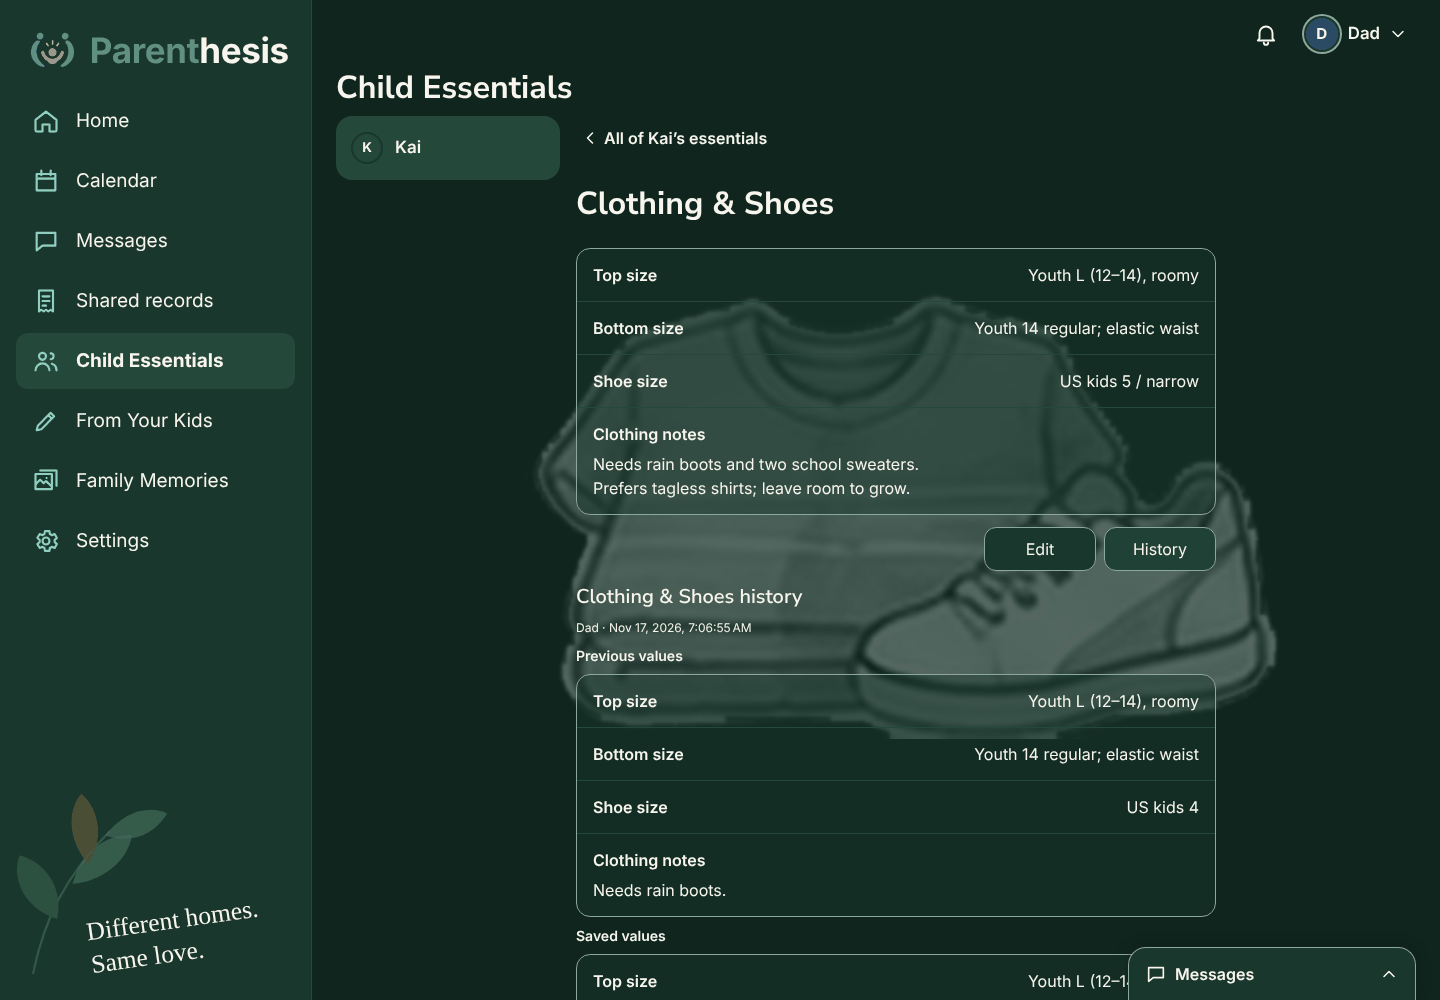 Parenthesis
Home
Calendar
Messages
Shared records
Child Essentials
From Your Kids
Family Memories
Settings
Different homes.
Same love.
D Dad
Child Essentials
K Kai
All of Kai’s essentials
Clothing & Shoes
Top size Youth L (12–14), roomy
Bottom size Youth 14 regular; elastic waist
Shoe size US kids 5 / narrow
Clothing notes
Needs rain boots and two school sweaters.
Prefers tagless shirts; leave room to grow.
Edit History
Clothing & Shoes history
Dad · Nov 17, 2026, 7:06:55 AM
Previous values
Top size Youth L (12–14), roomy
Bottom size Youth 14 regular; elastic waist
Shoe size US kids 4
Clothing notes
Needs rain boots.
Saved values
Top size Youth L
Messages